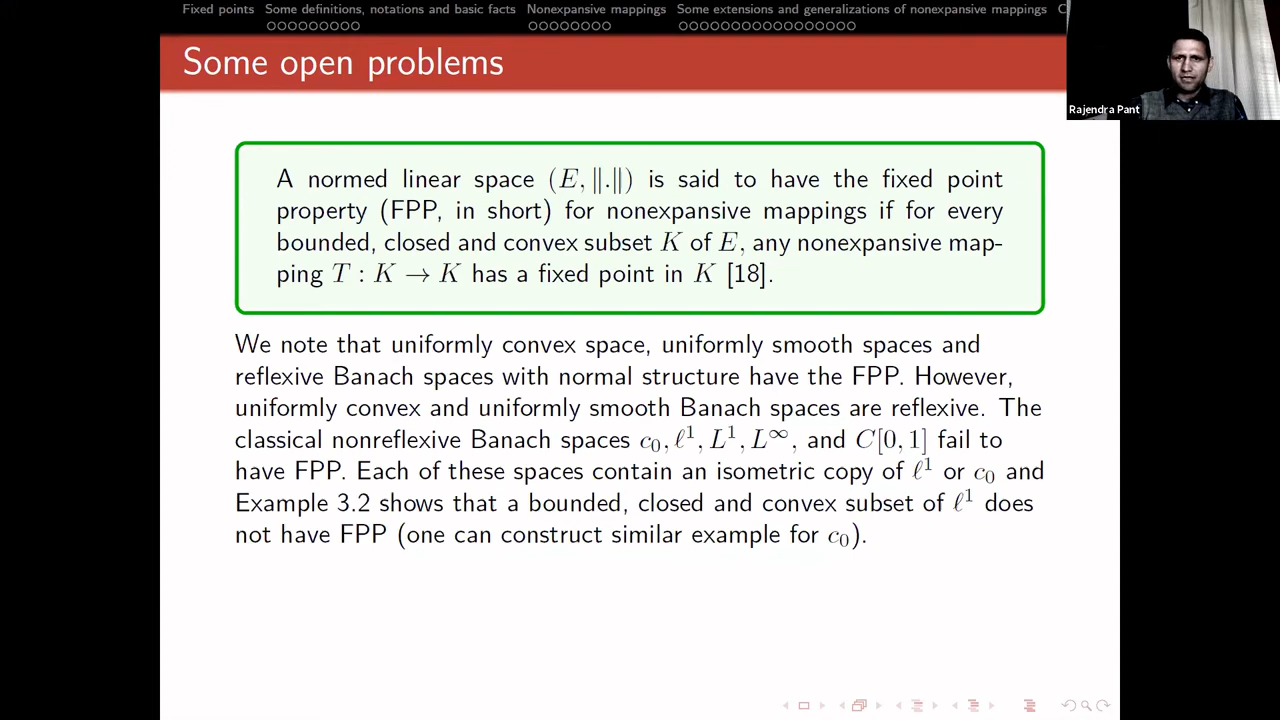 Fixed points Some definitions, notations and basic facts Nonexpansive mappings Some extensions and generalizations of nonexpansive mappings C
Some open problems
Rajendra Pant
A normed linear space (E, ‖.‖) is said to have the fixed point
property (FPP, in short) for nonexpansive mappings if for every
bounded, closed and convex subset K of E, any nonexpansive map-
ping T : K → K has a fixed point in K [18].
We note that uniformly convex space, uniformly smooth spaces and
reflexive Banach spaces with normal structure have the FPP. However,
uniformly convex and uniformly smooth Banach spaces are reflexive. The
classical nonreflexive Banach spaces c₀, ℓ¹, L¹, L^∞, and C[0, 1] fail to
have FPP. Each of these spaces contain an isometric copy of ℓ¹ or c₀ and
Example 3.2 shows that a bounded, closed and convex subset of ℓ¹ does
not have FPP (one can construct similar example for c₀).